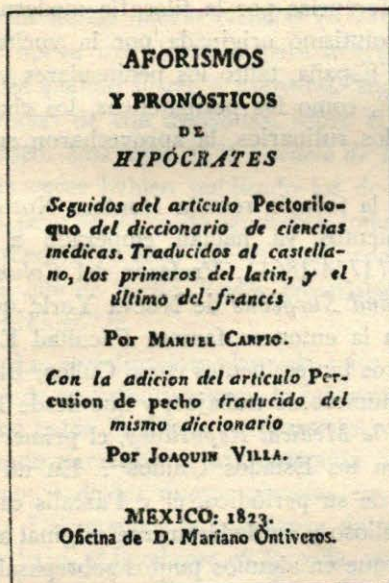 AFORISMOS
Y PRONÓSTICOS
DE
HIPÓCRATES
Seguidos del artículo Pectorilo-
quo del diccionario de ciencias
médicas. Traducidos al castella-
no, los primeros del latin, y el
último del francés
Por MANUEL CARPIO.
Con la adicion del artículo Per-
cusion de pecho traducido del
mismo diccionario
Por JOAQUIN VILLA.
MEXICO: 1823.
Oficina de D. Mariano Ontiveros.